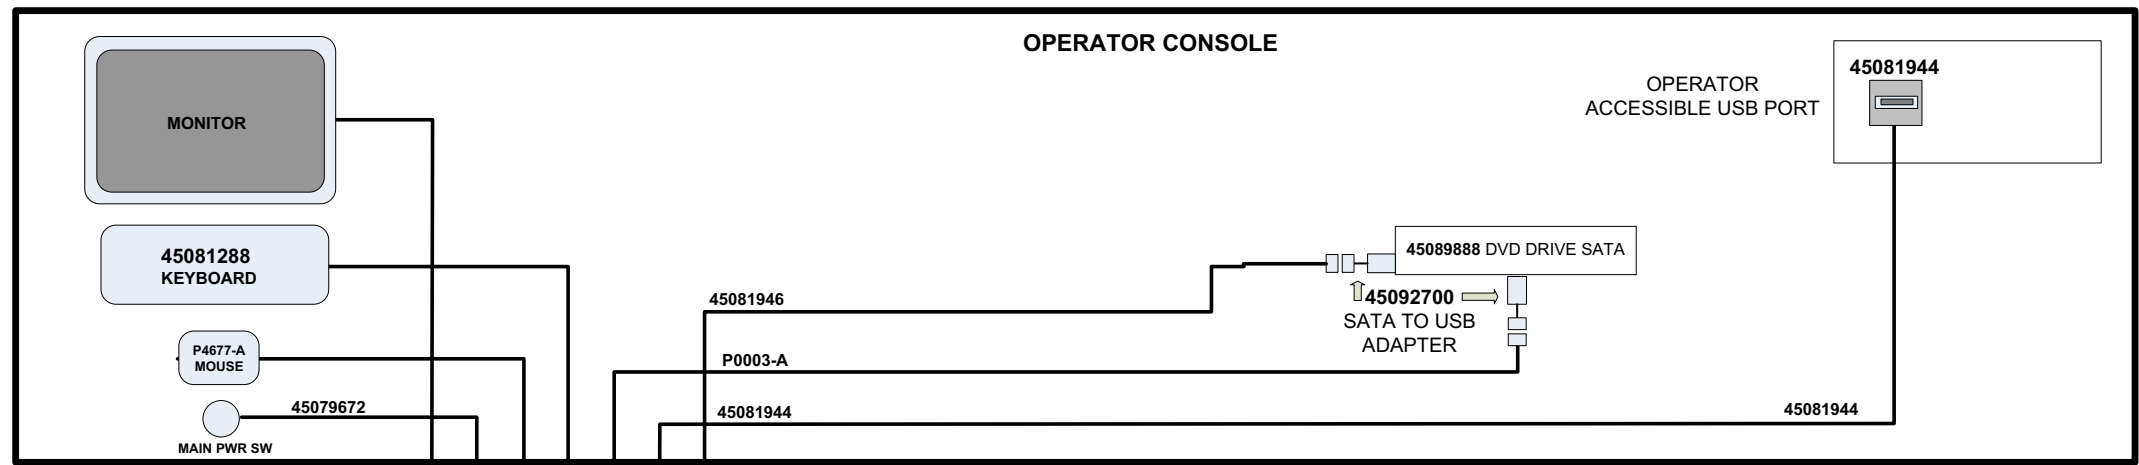 OPERATOR CONSOLE
MONITOR
45081944
OPERATOR
ACCESSIBLE USB PORT
45081288
KEYBOARD
45089888 DVD DRIVE SATA
45081946
45092700
SATA TO USB
ADAPTER
P4677-A
MOUSE
P0003-A
45079672
45081944
45081944
MAIN PWR SW